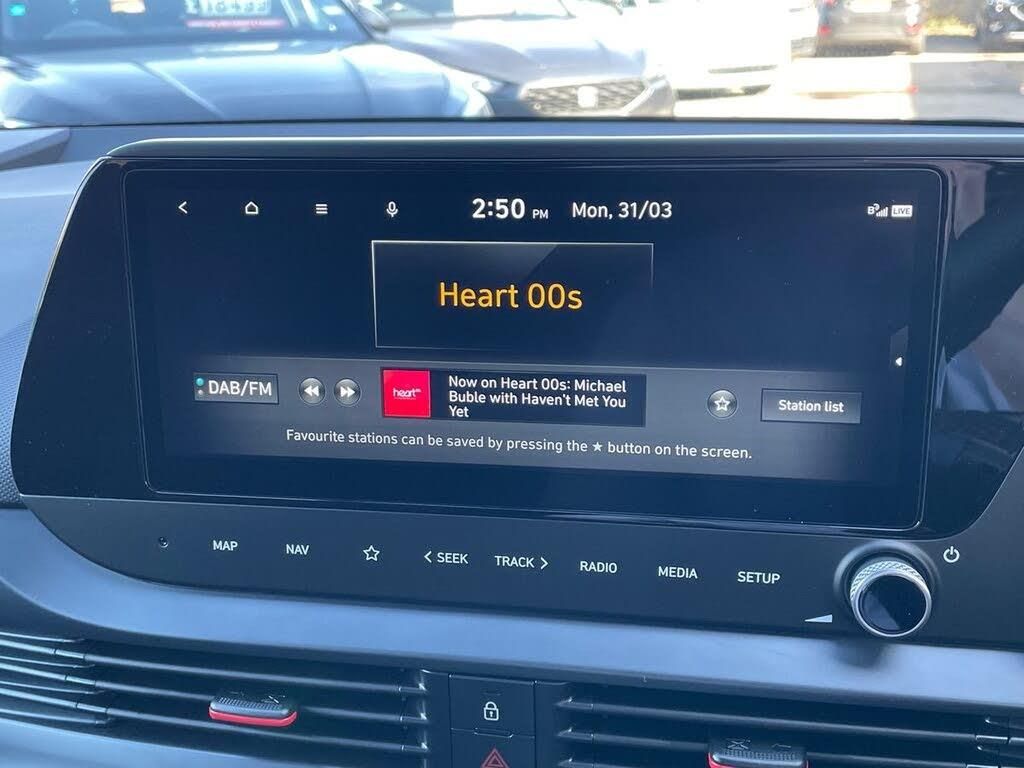 2:50 PM Mon, 31/03
LIVE
Heart 00s
DAB/FM
heart
Now on Heart 00s: Michael
Buble with Haven't Met You
Yet
Station list
Favourite stations can be saved by pressing the ★ button on the screen.
MAP NAV ☆ < SEEK TRACK > RADIO MEDIA SETUP